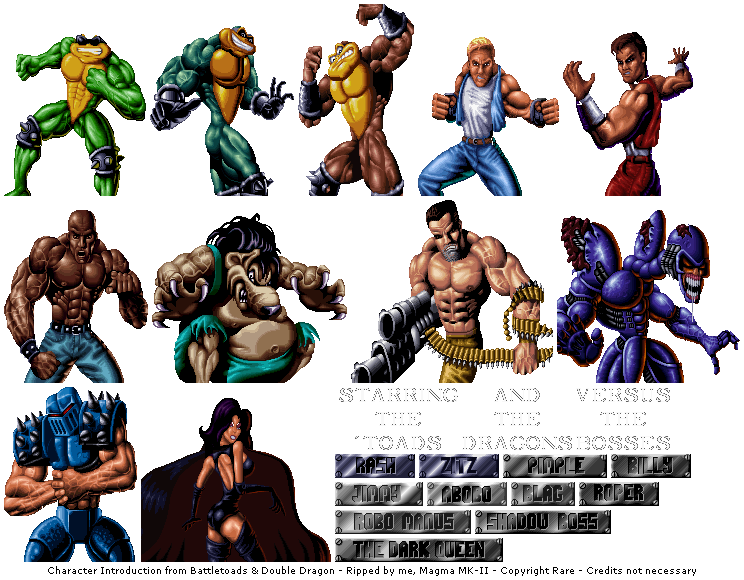 STARRING THE 'TOADS
AND THE DRAGONS
VERSUS THE BOSSES
RASH ZITZ PIMPLE BILLY
JIMMY ABOBO BLAG ROPER
ROBO MANUS SHADOW BOSS
THE DARK QUEEN
Character Introduction from Battletoads & Double Dragon - Ripped by me, Magma MK-II - Copyright Rare - Credits not necessary